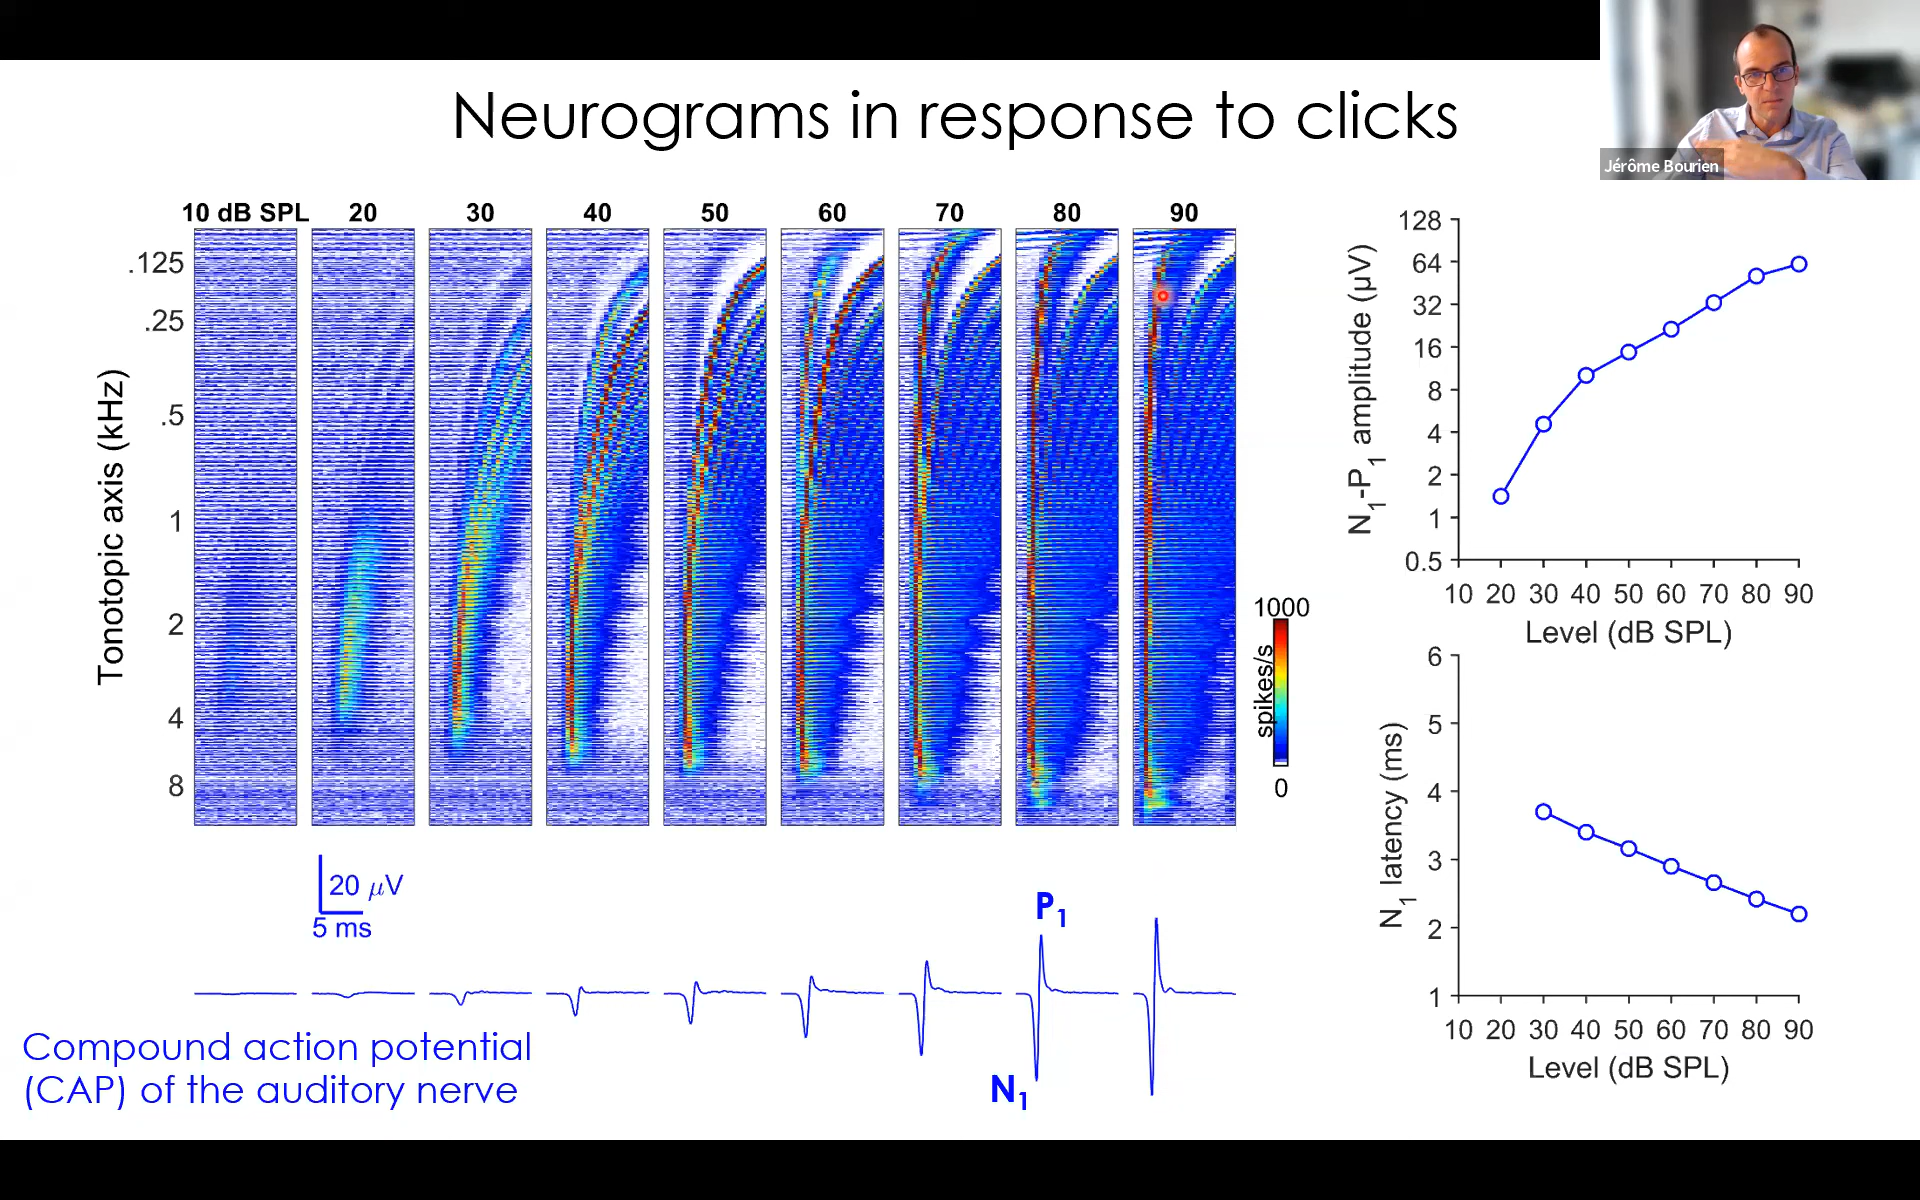 Neurograms in response to clicks
Jérôme Bourien
10 dB SPL 20 30 40 50 60 70 80 90
Tonotopic axis (kHz)
.125
.25
.5
1
2
4
8
1000
spikes/s
0
20 µV
5 ms
P1
N1
Compound action potential
(CAP) of the auditory nerve
N1-P1 amplitude (µV)
128
64
32
16
8
4
2
1
0.5
10 20 30 40 50 60 70 80 90
Level (dB SPL)
N1 latency (ms)
6
5
4
3
2
1
10 20 30 40 50 60 70 80 90
Level (dB SPL)